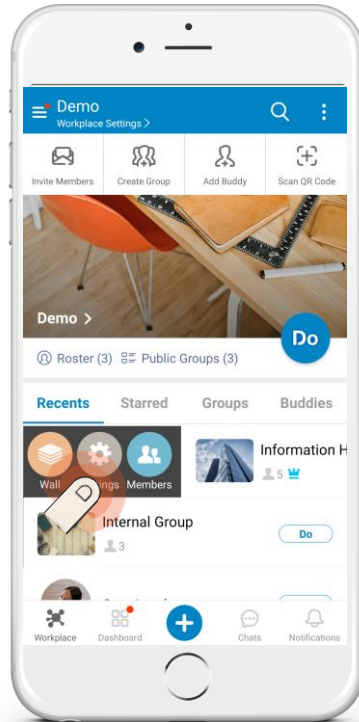 Demo
Workplace Settings >
Invite Members Create Group Add Buddy Scan QR Code
Demo >
Do
Roster (3) Public Groups (3)
Recents Starred Groups Buddies
Information H
Wall ngs Members
5
Internal Group
3
Do
Workplace Dashboard Chats Notifications